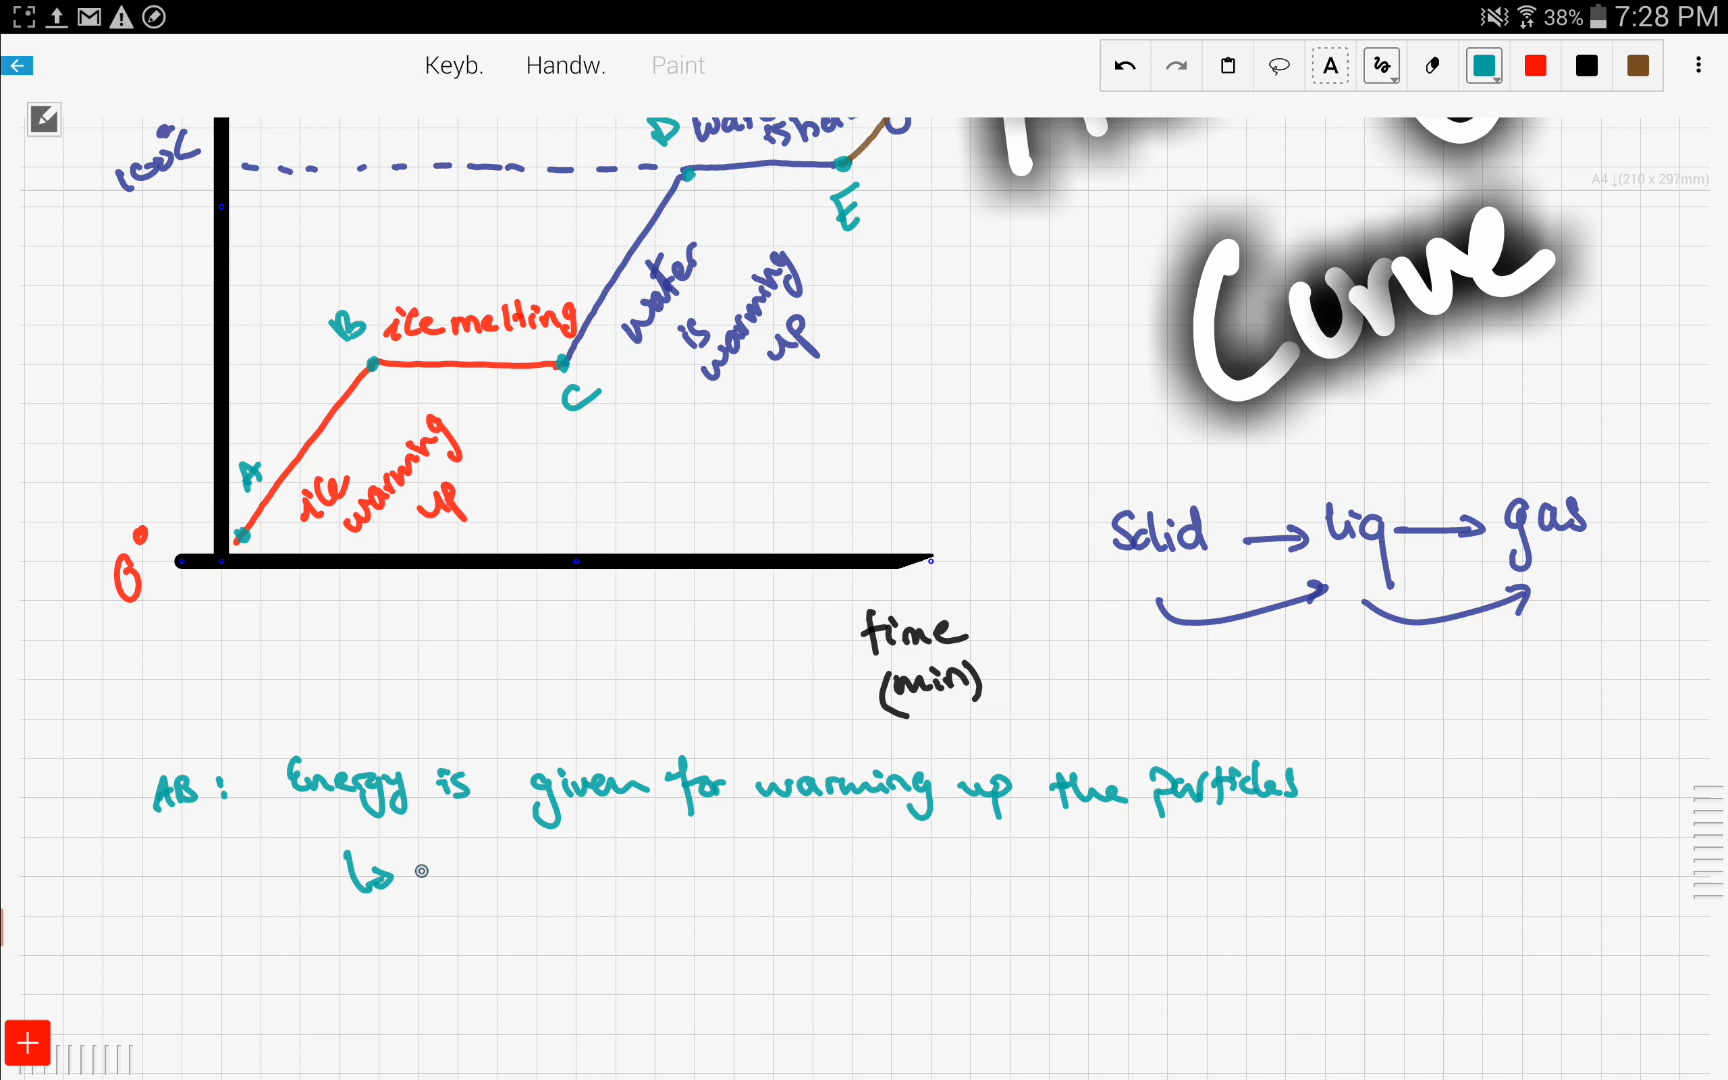 38% 7:28 PM
Keyb. Handw. Paint
A
A4 ↓(210 x 297mm)
100°C
D
E
Curve
B ice melting
C
water is warming up
A
ice warming up
0°
Solid → liq → gas
time
(min)
AB: Energy is given for warming up the particles
↳